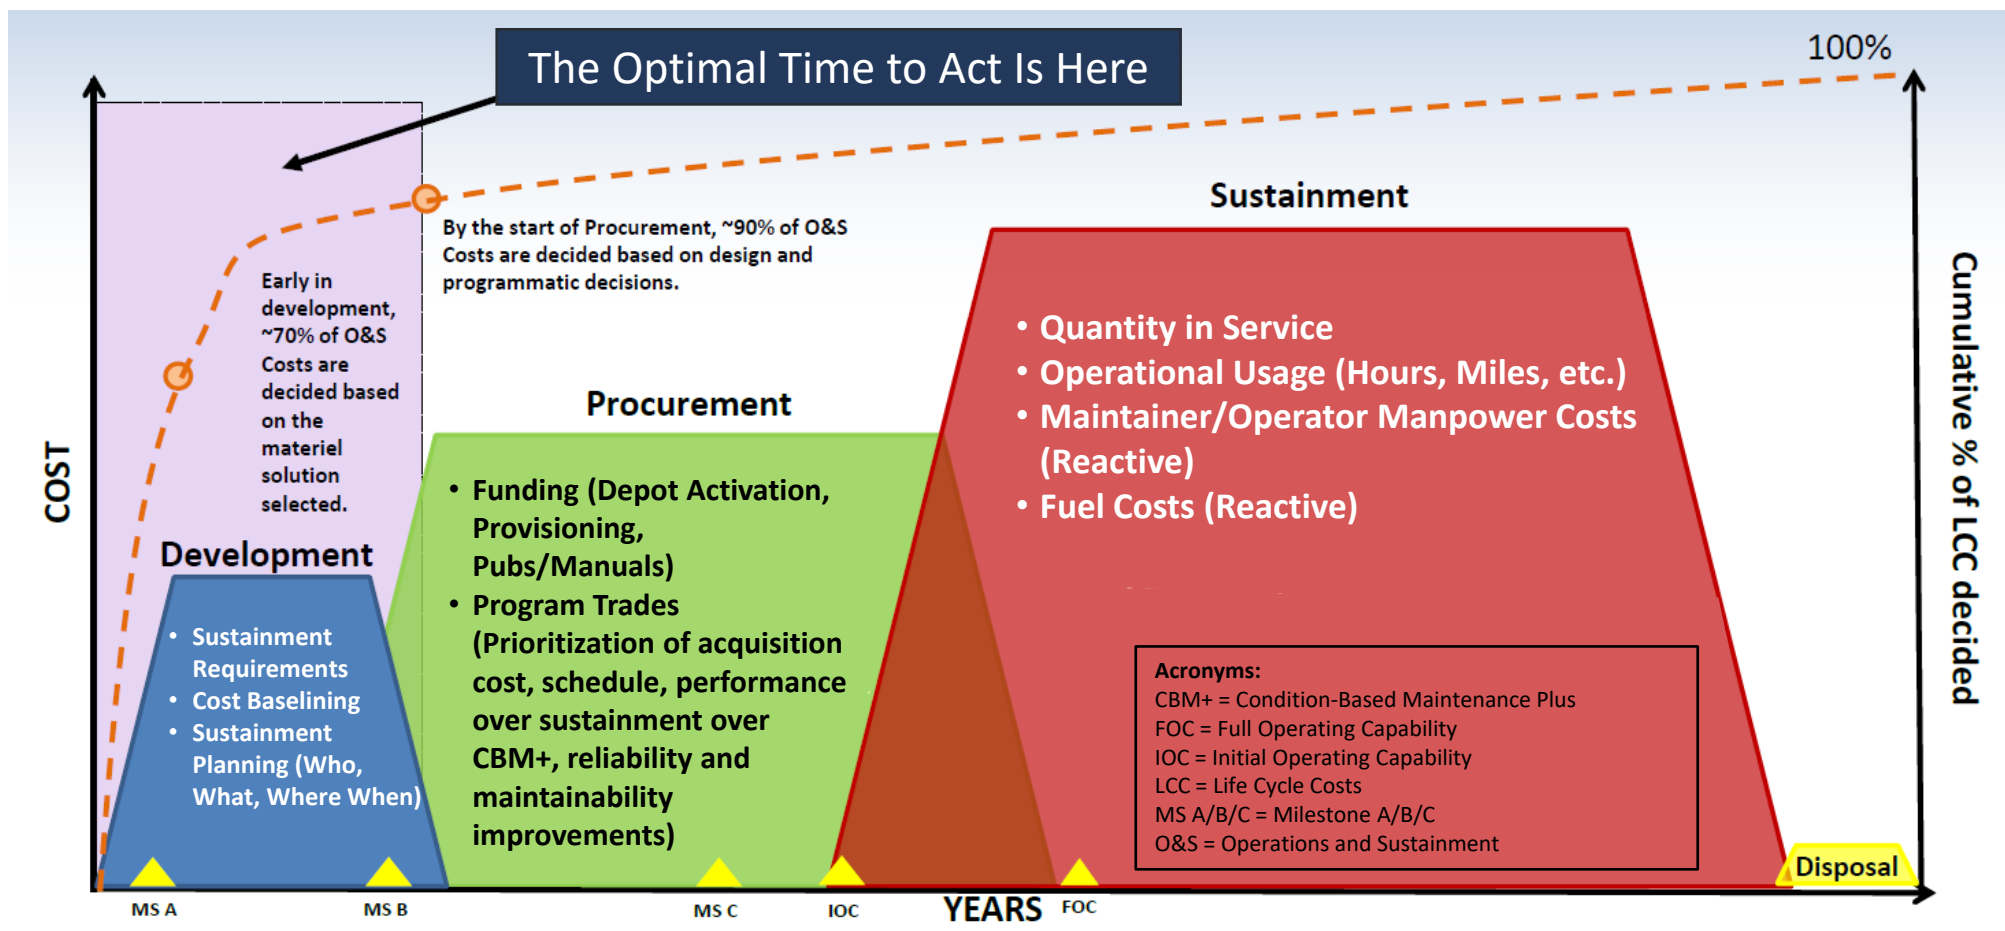 The Optimal Time to Act Is Here
100%
Sustainment
By the start of Procurement, ~90% of O&S
Costs are decided based on design and
programmatic decisions.
Early in
development,
~70% of O&S
Costs are
decided based
on the
materiel
solution
selected.
COST
Cumulative % of LCC decided
Procurement
Development
• Quantity in Service
• Operational Usage (Hours, Miles, etc.)
• Maintainer/Operator Manpower Costs
(Reactive)
• Fuel Costs (Reactive)
• Funding (Depot Activation,
Provisioning,
Pubs/Manuals)
• Program Trades
(Prioritization of acquisition
cost, schedule, performance
over sustainment over
CBM+, reliability and
maintainability
improvements)
• Sustainment
Requirements
• Cost Baselining
• Sustainment
Planning (Who,
What, Where When)
Acronyms:
CBM+ = Condition-Based Maintenance Plus
FOC = Full Operating Capability
IOC = Initial Operating Capability
LCC = Life Cycle Costs
MS A/B/C = Milestone A/B/C
O&S = Operations and Sustainment
Disposal
MS A
MS B
MS C
IOC
YEARS
FOC